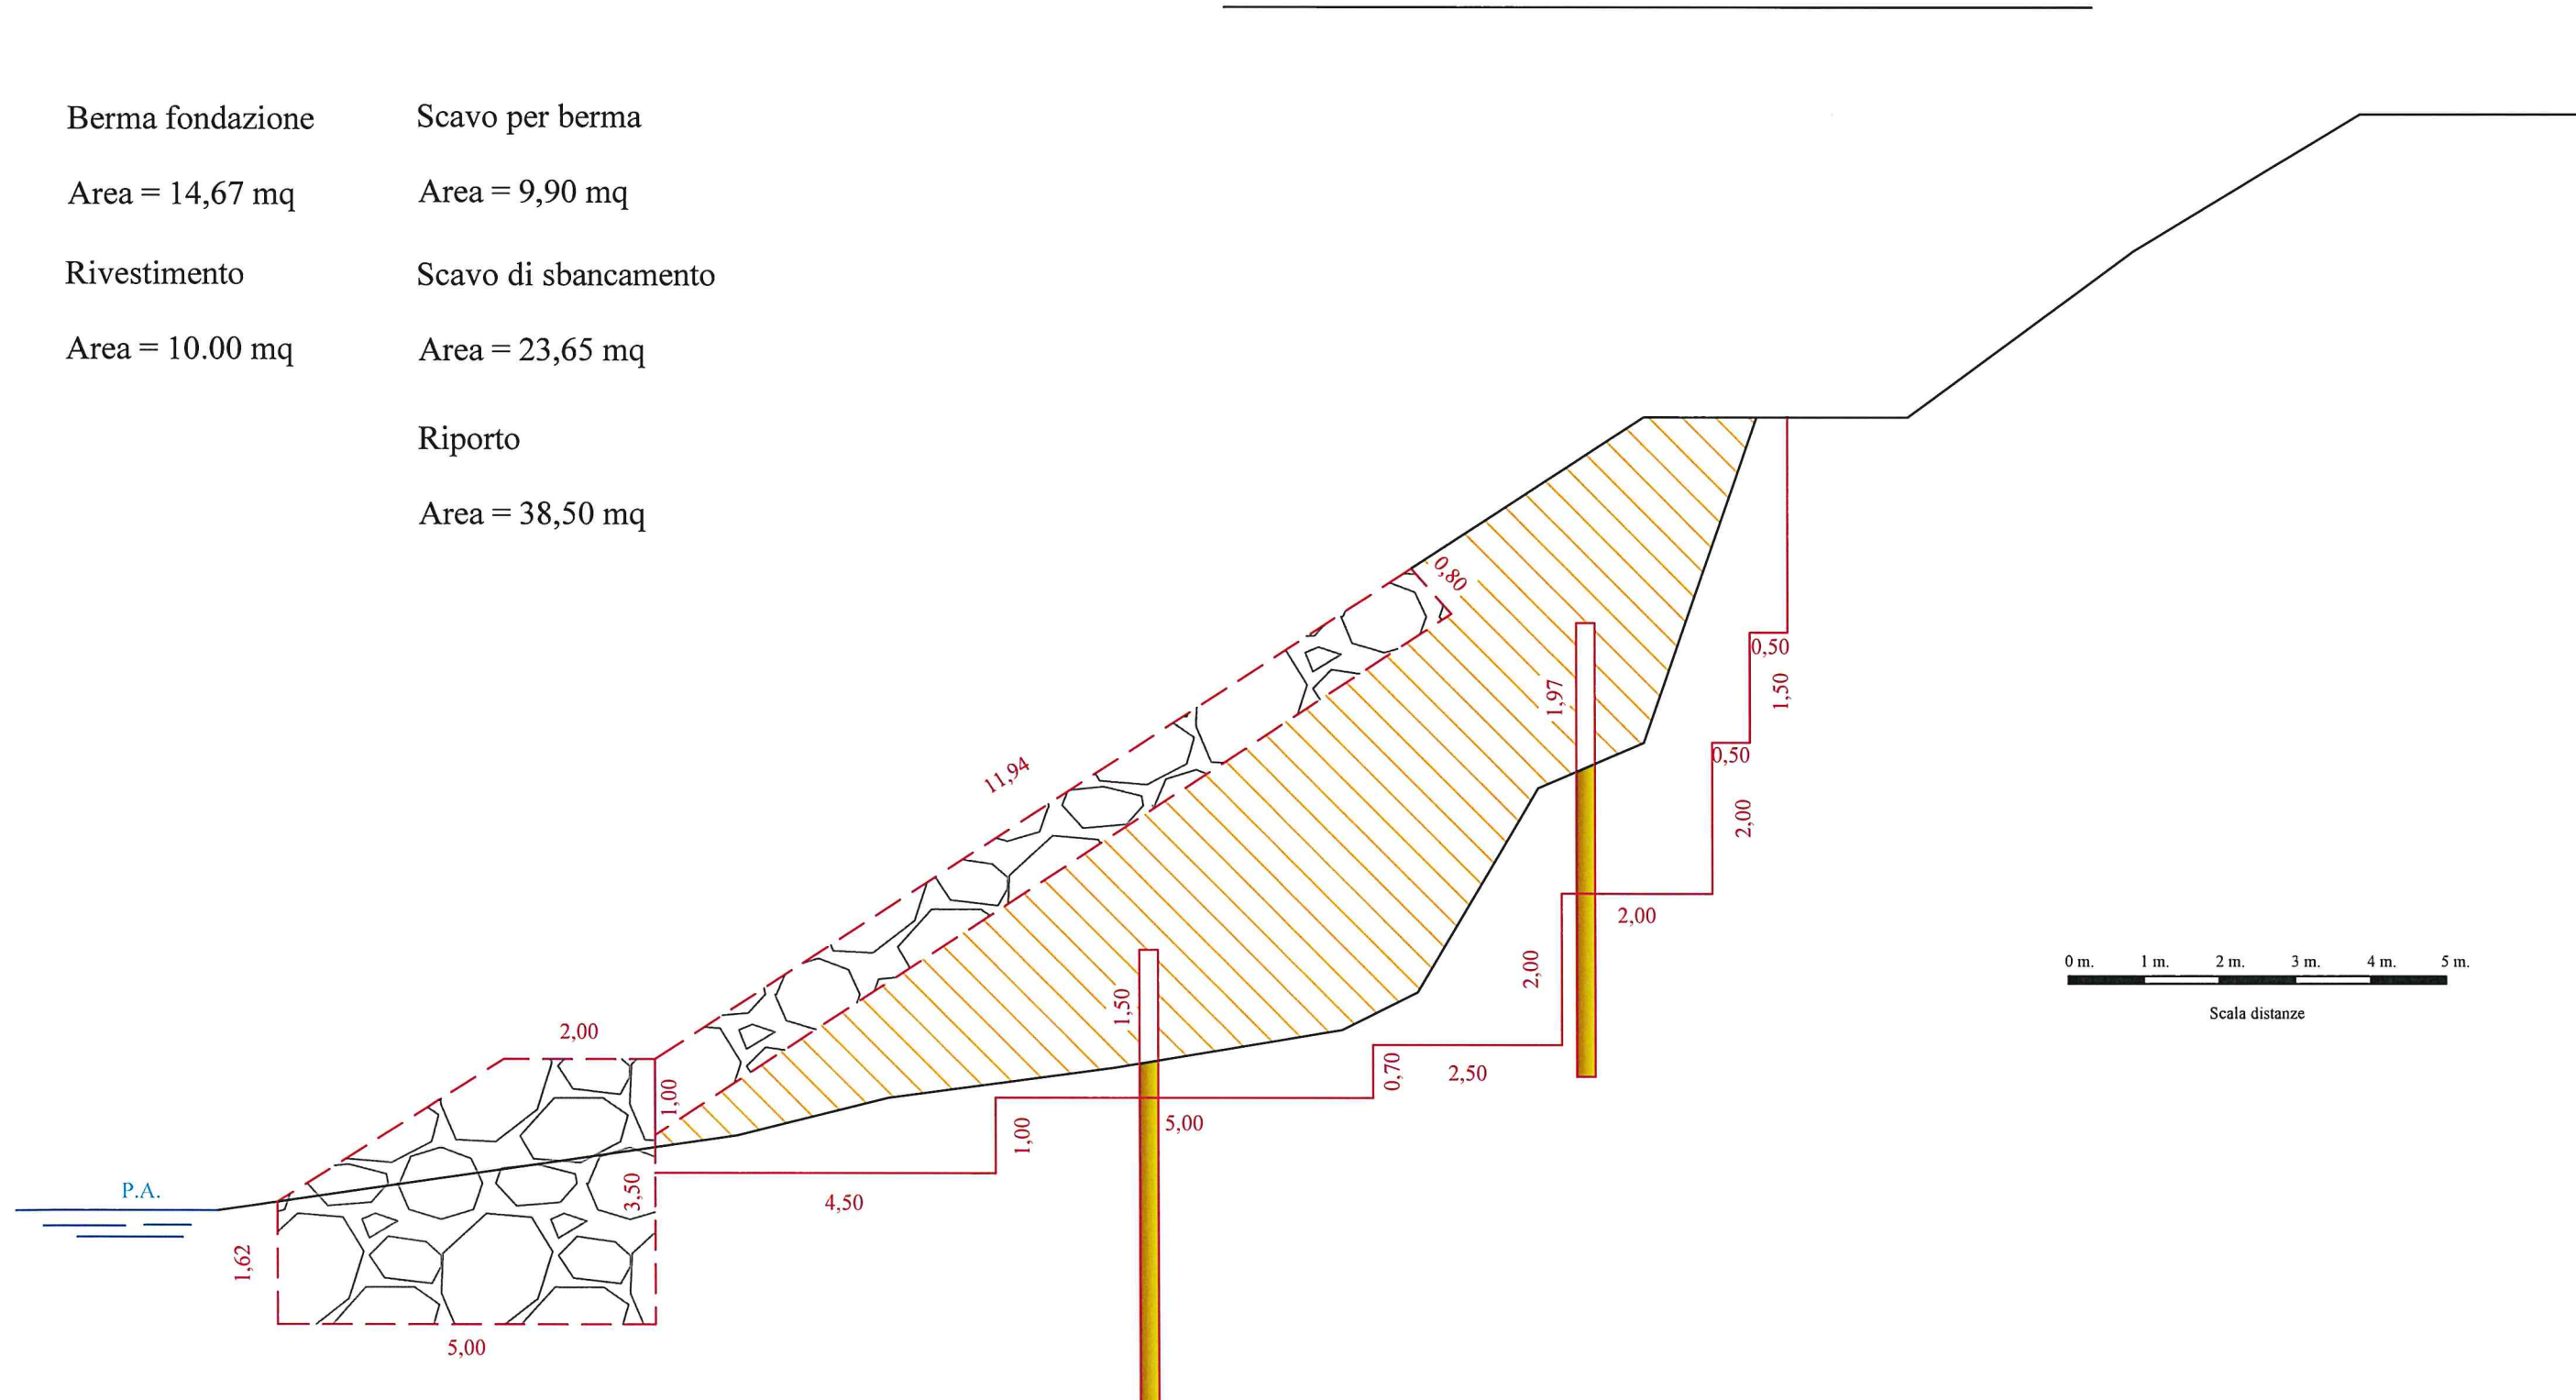 Berma fondazione
Area = 14,67 mq
Rivestimento
Area = 10.00 mq
Scavo per berma
Area = 9,90 mq
Scavo di sbancamento
Area = 23,65 mq
Riporto
Area = 38,50 mq
0,80
0,50
1,50
1,97
0,50
2,00
11,94
2,00
2,00
1,50
2,00
1,00
0,70
2,50
1,00
5,00
3,50
4,50
P.A.
1,62
5,00
0 m. 1 m. 2 m. 3 m. 4 m. 5 m.
Scala distanze